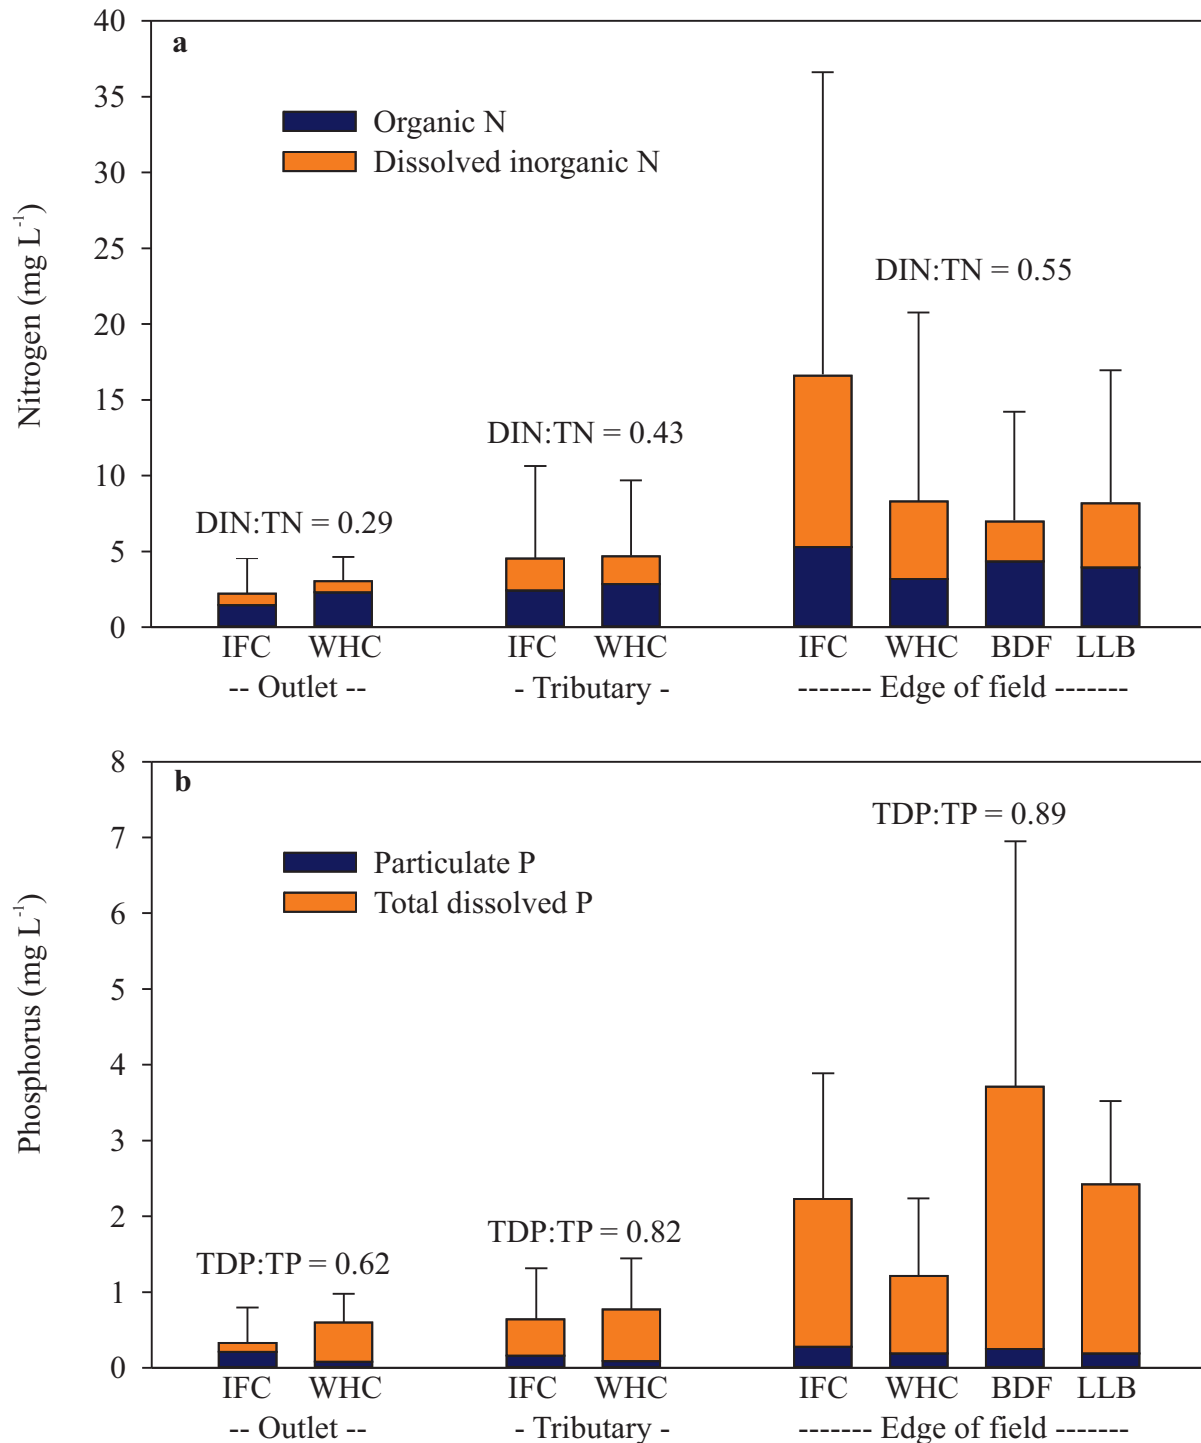 a
40
35
30
25
20
15
10
5
0
Nitrogen (mg L-1)
Organic N
Dissolved inorganic N
DIN:TN = 0.29
DIN:TN = 0.43
DIN:TN = 0.55
IFC WHC IFC WHC IFC WHC BDF LLB
-- Outlet -- - Tributary - ------- Edge of field -------
b
8
7
6
5
4
3
2
1
0
Phosphorus (mg L-1)
Particulate P
Total dissolved P
TDP:TP = 0.62
TDP:TP = 0.82
TDP:TP = 0.89
IFC WHC IFC WHC IFC WHC BDF LLB
-- Outlet -- - Tributary - ------- Edge of field -------